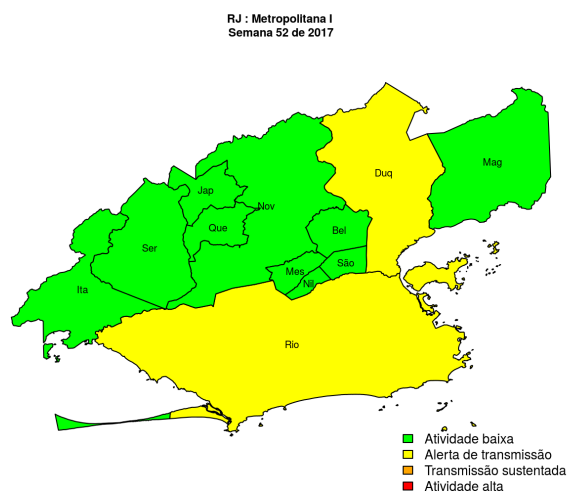 RJ : Metropolitana I
Semana 52 de 2017
Mag
Duq
Jap
Nov
Que
Bel
Ser
São
Mes
Nil
Ita
Rio
Atividade baixa
Alerta de transmissão
Transmissão sustentada
Atividade alta